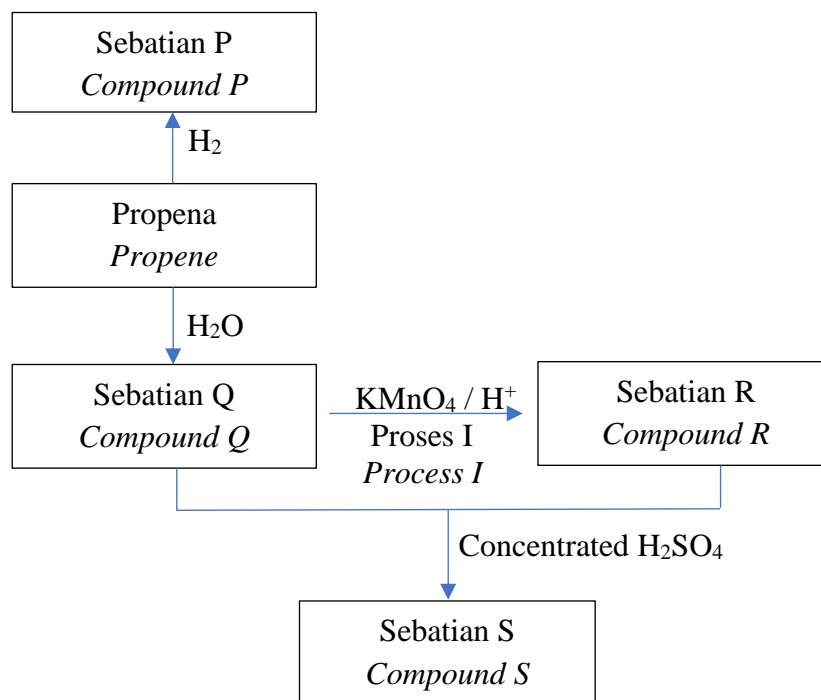 Sebatian P
Compound P
H₂
Propena
Propene
H₂O
Sebatian Q
Compound Q
KMnO₄ / H⁺
Proses I
Process I
Sebatian R
Compound R
Concentrated H₂SO₄
Sebatian S
Compound S